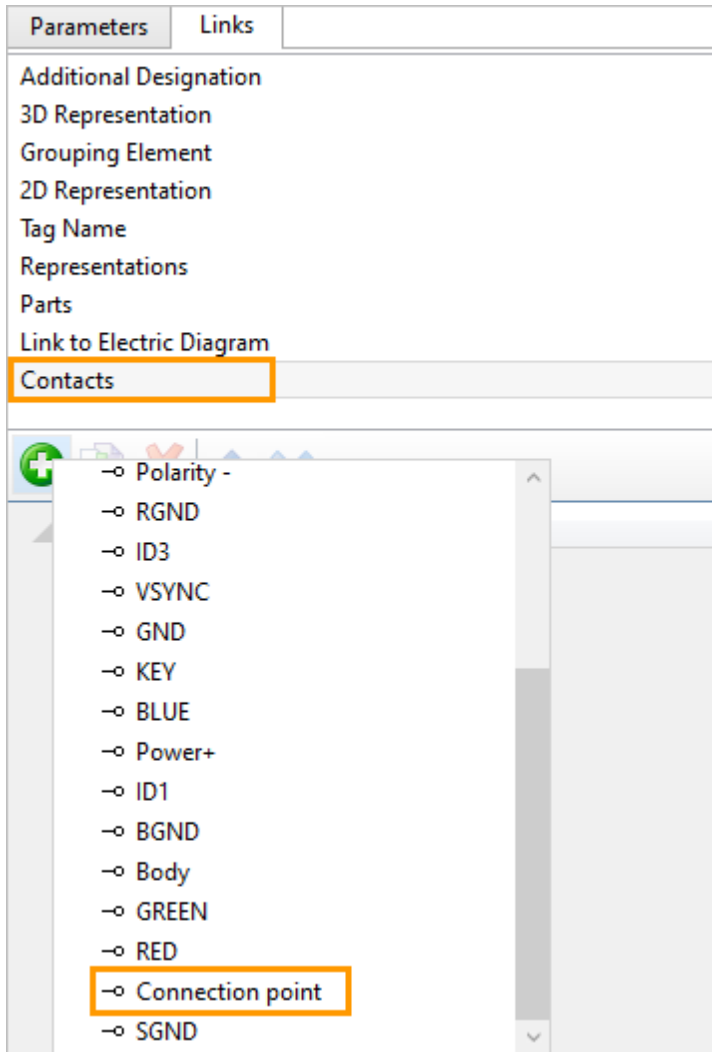 Parameters Links
Additional Designation
3D Representation
Grouping Element
2D Representation
Tag Name
Representations
Parts
Link to Electric Diagram
Contacts
Polarity -
RGND
ID3
VSYNC
GND
KEY
BLUE
Power+
ID1
BGND
Body
GREEN
RED
Connection point
SGND